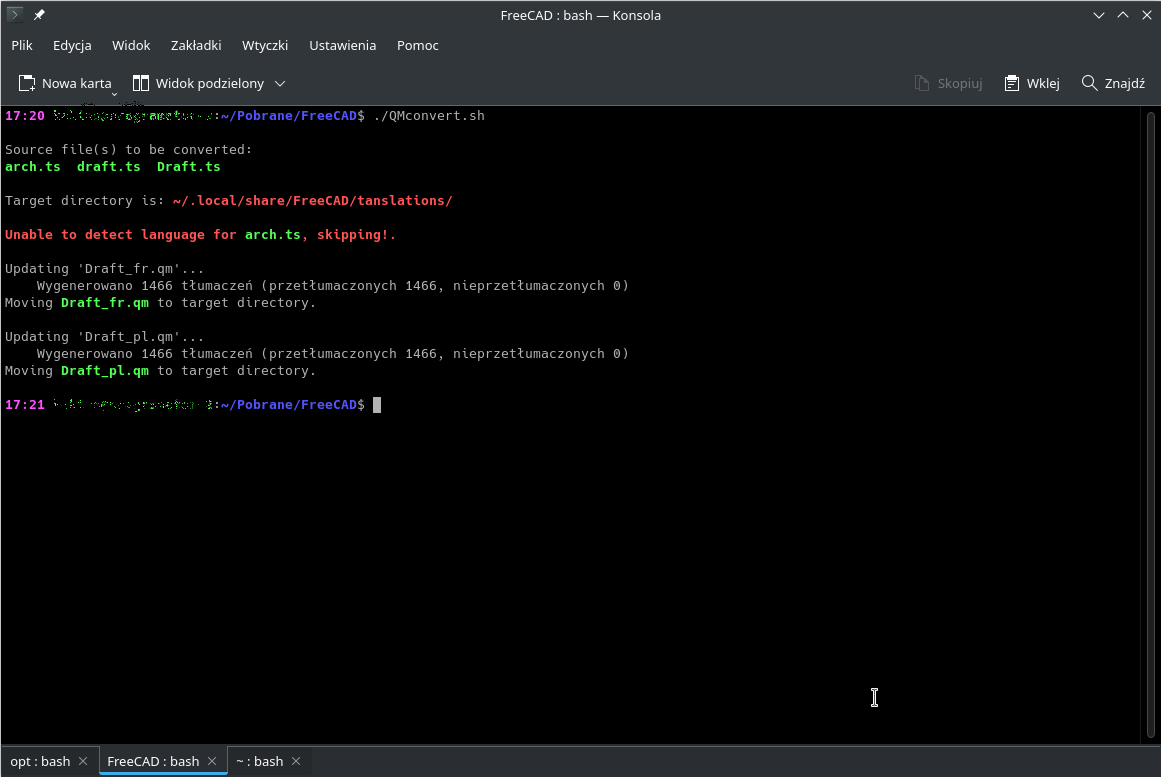 FreeCAD : bash — Konsola
Plik Edycja Widok Zakładki Wtyczki Ustawienia Pomoc
Nowa karta Widok podzielony Skopiuj Wklej Znajdź
17:20 :~/Pobrane/FreeCAD$ ./QMconvert.sh
Source file(s) to be converted:
arch.ts draft.ts Draft.ts
Target directory is: ~/.local/share/FreeCAD/tanslations/
Unable to detect language for arch.ts, skipping!.
Updating 'Draft_fr.qm'...
Wygenerowano 1466 tłumaczeń (przetłumaczonych 1466, nieprzetłumaczonych 0)
Moving Draft_fr.qm to target directory.
Updating 'Draft_pl.qm'...
Wygenerowano 1466 tłumaczeń (przetłumaczonych 1466, nieprzetłumaczonych 0)
Moving Draft_pl.qm to target directory.
17:21 :~/Pobrane/FreeCAD$
opt : bash FreeCAD : bash ~ : bash